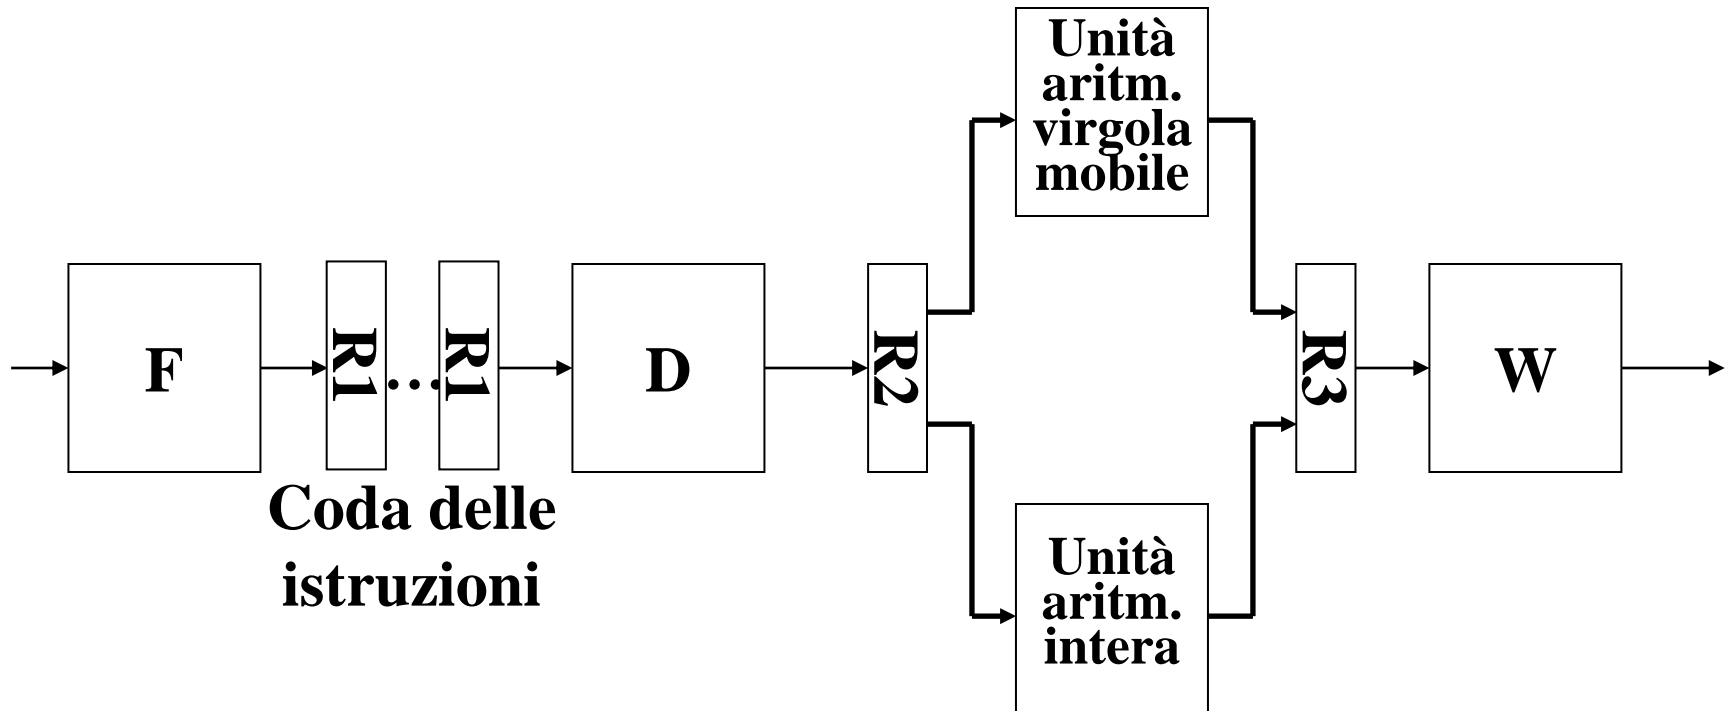 Unità
aritm.
virgola
mobile
F
R1
...
R1
D
R2
R3
W
Coda delle
istruzioni
Unità
aritm.
intera